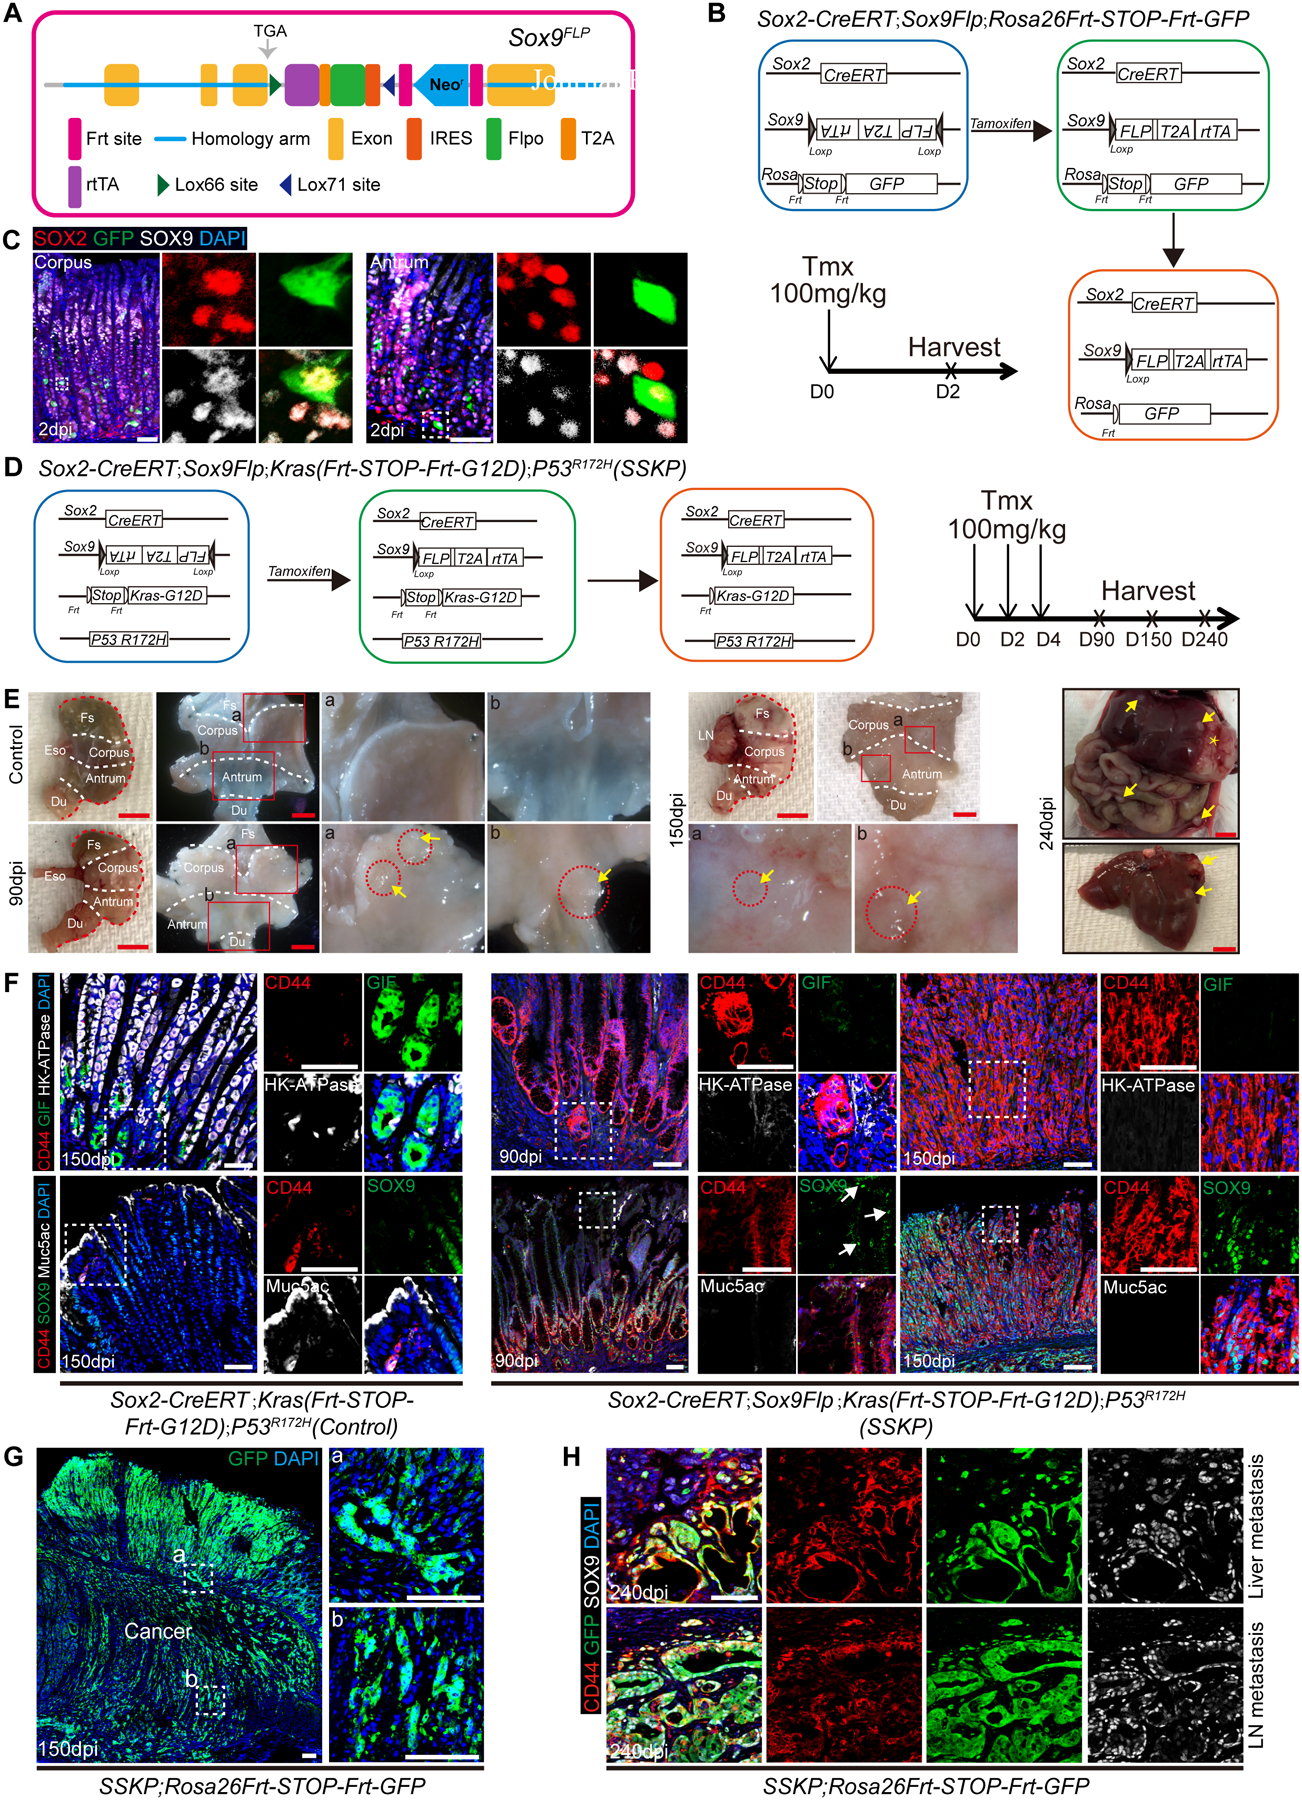 A
TGA
Sox9FLP
Neor
Frt site
Homology arm
Exon
IRES
Flpo
T2A
rtTA
Lox66 site
Lox71 site
B
Sox2-CreERT;Sox9Flp;Rosa26Frt-STOP-Frt-GFP
Sox2
CreERT
Sox9
rtTA T2A FLP
Loxp
Loxp
Rosa
Stop
GFP
Frt
Frt
Tamoxifen
Sox2
CreERT
Sox9
FLP T2A rtTA
Loxp
Rosa
Stop
GFP
Frt
Frt
Tmx
100mg/kg
Harvest
D0
D2
Sox2
CreERT
Sox9
FLP T2A rtTA
Loxp
Rosa
GFP
Frt
C
SOX2 GFP SOX9 DAPI
Corpus
2dpi
Antrum
2dpi
D
Sox2-CreERT;Sox9Flp;Kras(Frt-STOP-Frt-G12D);P53R172H(SSKP)
Sox2
CreERT
Sox9
rtTA T2A FLP
Loxp
Loxp
Stop
Kras-G12D
Frt
Frt
P53 R172H
Tamoxifen
Sox2
CreERT
Sox9
FLP T2A rtTA
Loxp
Stop
Kras-G12D
Frt
Frt
P53 R172H
Sox2
CreERT
Sox9
FLP T2A rtTA
Loxp
Kras-G12D
Frt
P53 R172H
Tmx
100mg/kg
Harvest
D0
D2
D4
D90
D150
D240
E
Control
Fs
Eso
Corpus
Antrum
Du
Fs
a
Corpus
b
Antrum
Du
a
b
90dpi
Fs
Corpus
Eso
Antrum
Du
Fs
a
Corpus
b
Antrum
Du
a
b
150dpi
Fs
LN
Corpus
Antrum
Du
Corpus
a
b
Antrum
Du
a
b
240dpi
F
CD44 GIF HK-ATPase DAPI
150dpi
CD44
GIF
HK-ATPase
90dpi
CD44
GIF
HK-ATPase
150dpi
CD44
GIF
HK-ATPase
CD44 SOX9 Muc5ac DAPI
150dpi
CD44
SOX9
Muc5ac
90dpi
CD44
SOX9
Muc5ac
150dpi
CD44
SOX9
Muc5ac
Sox2-CreERT;Kras(Frt-STOP-
Frt-G12D);P53R172H(Control)
Sox2-CreERT;Sox9Flp;Kras(Frt-STOP-Frt-G12D);P53R172H
(SSKP)
G
GFP DAPI
a
Cancer
b
150dpi
a
b
SSKP;Rosa26Frt-STOP-Frt-GFP
H
CD44 GFP SOX9 DAPI
240dpi
Liver metastasis
240dpi
LN metastasis
SSKP;Rosa26Frt-STOP-Frt-GFP